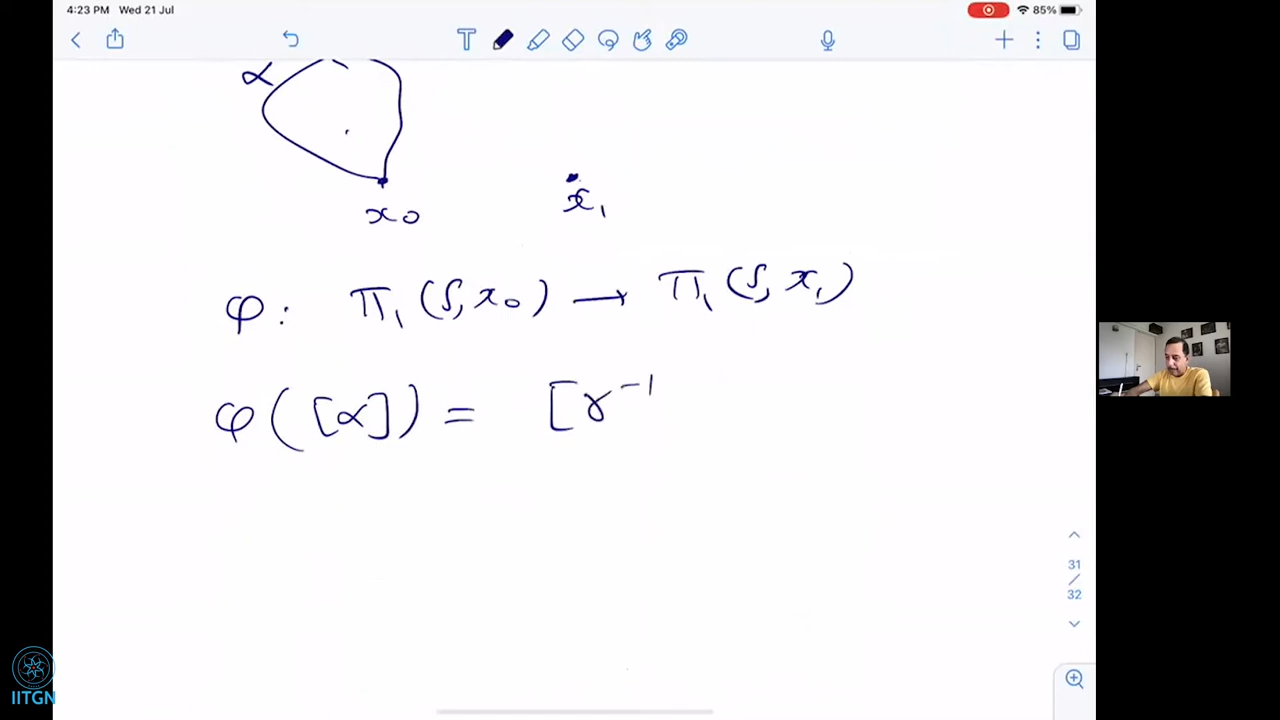 4:23 PM Wed 21 Jul
85%
T
α
x₀
x₁
φ: π₁(S, x₀) → π₁(S, x₁)
φ([α]) = [γ⁻¹
31
/
32
IITGN